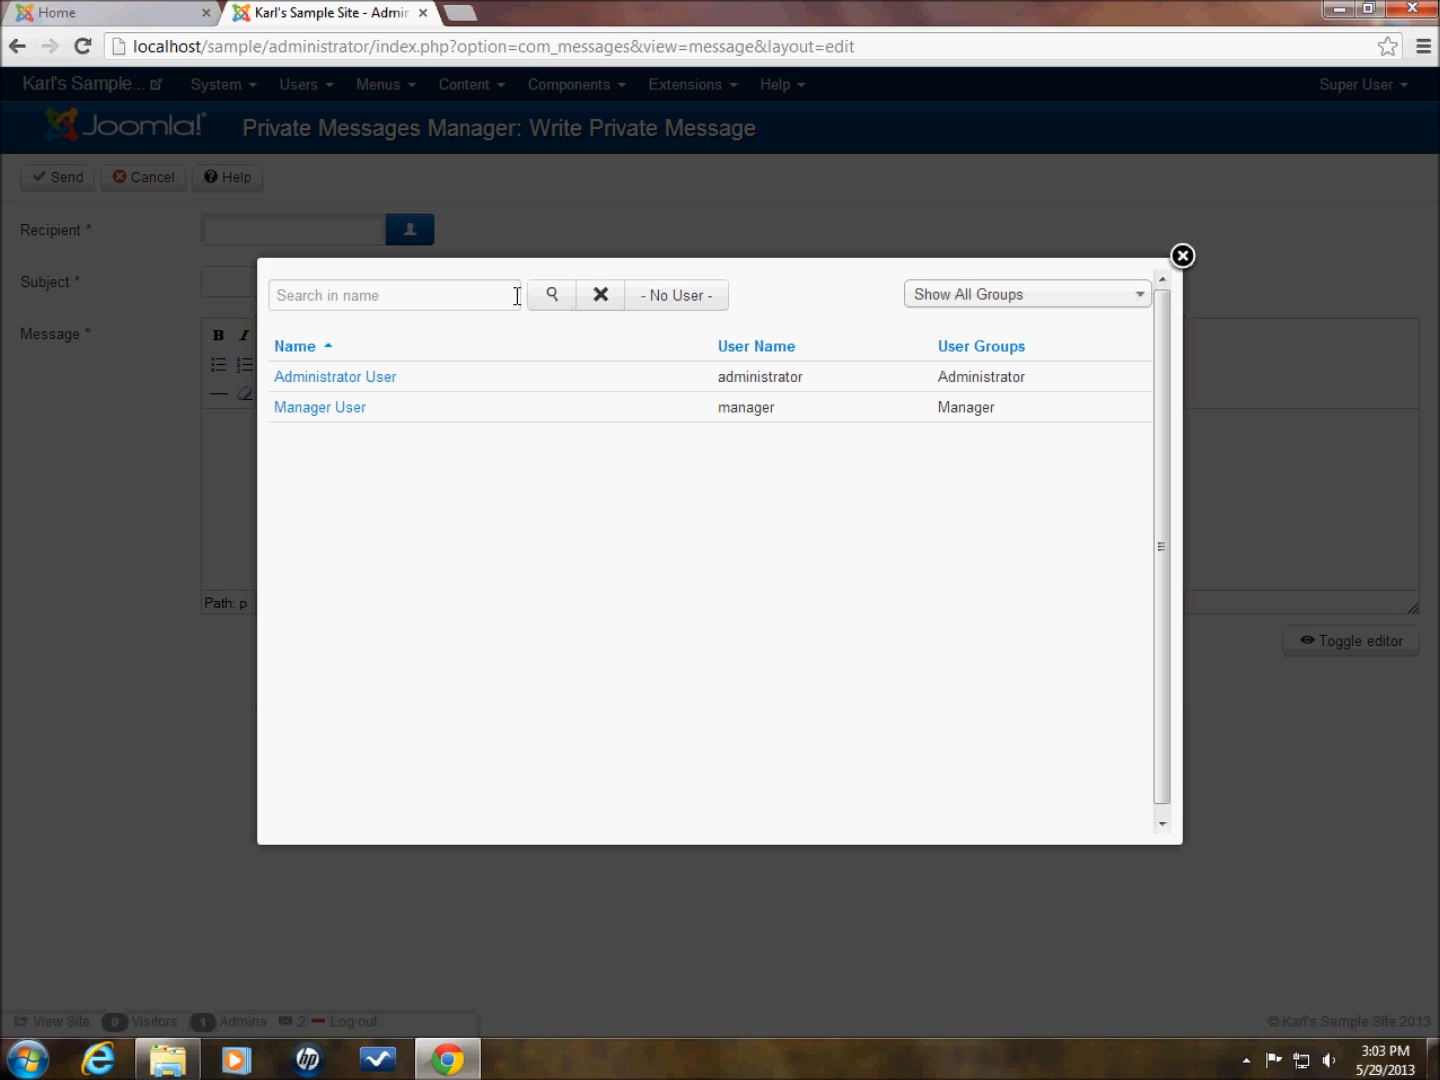 Home
Karl's Sample Site - Admir
localhost/sample/administrator/index.php?option=com_messages&view=message&layout=edit
Karl's Sample... System Users Menus Content Components Extensions Help Super User
Joomla!® Private Messages Manager: Write Private Message
Send Cancel Help
Recipient *
Subject *
Search in name - No User - Show All Groups
Message * B I
Name User Name User Groups
Administrator User administrator Administrator
Manager User manager Manager
Path: p
Toggle editor
View Site 0 Visitors 1 Admins 2 Log out © Karl's Sample Site 2013
hp
3:03 PM
5/29/2013